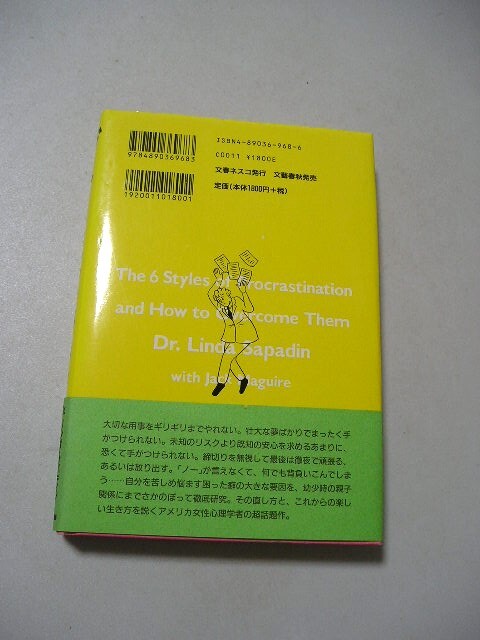 ISBN4-89036-968-6
C0011 ¥1800E
9784890369683
文春ネスコ発行 文藝春秋発売
定価(本体1800円+税)
1920011018001
The 6 Styles of Procrastination
and How to Overcome Them
Dr. Linda Sapadin
with Jack Maguire
大切な用事をギリギリまでやれない。壮大な夢ばかりでまったく手
がつけられない。未知のリスクより既知の安心を求めるあまりに、
恐くて手がつけられない。締切りを無視して最後は徹夜で頑張る、
あるいは放り出す。「ノー」が言えなくて、何でも背負いこんでしま
う……自分を苦しめ悩ます困った癖の大きな要因を、幼少時の親子
関係にまでさかのぼって徹底研究。その直し方と、これからの楽し
い生き方を説くアメリカ女性心理学者の超話題作。